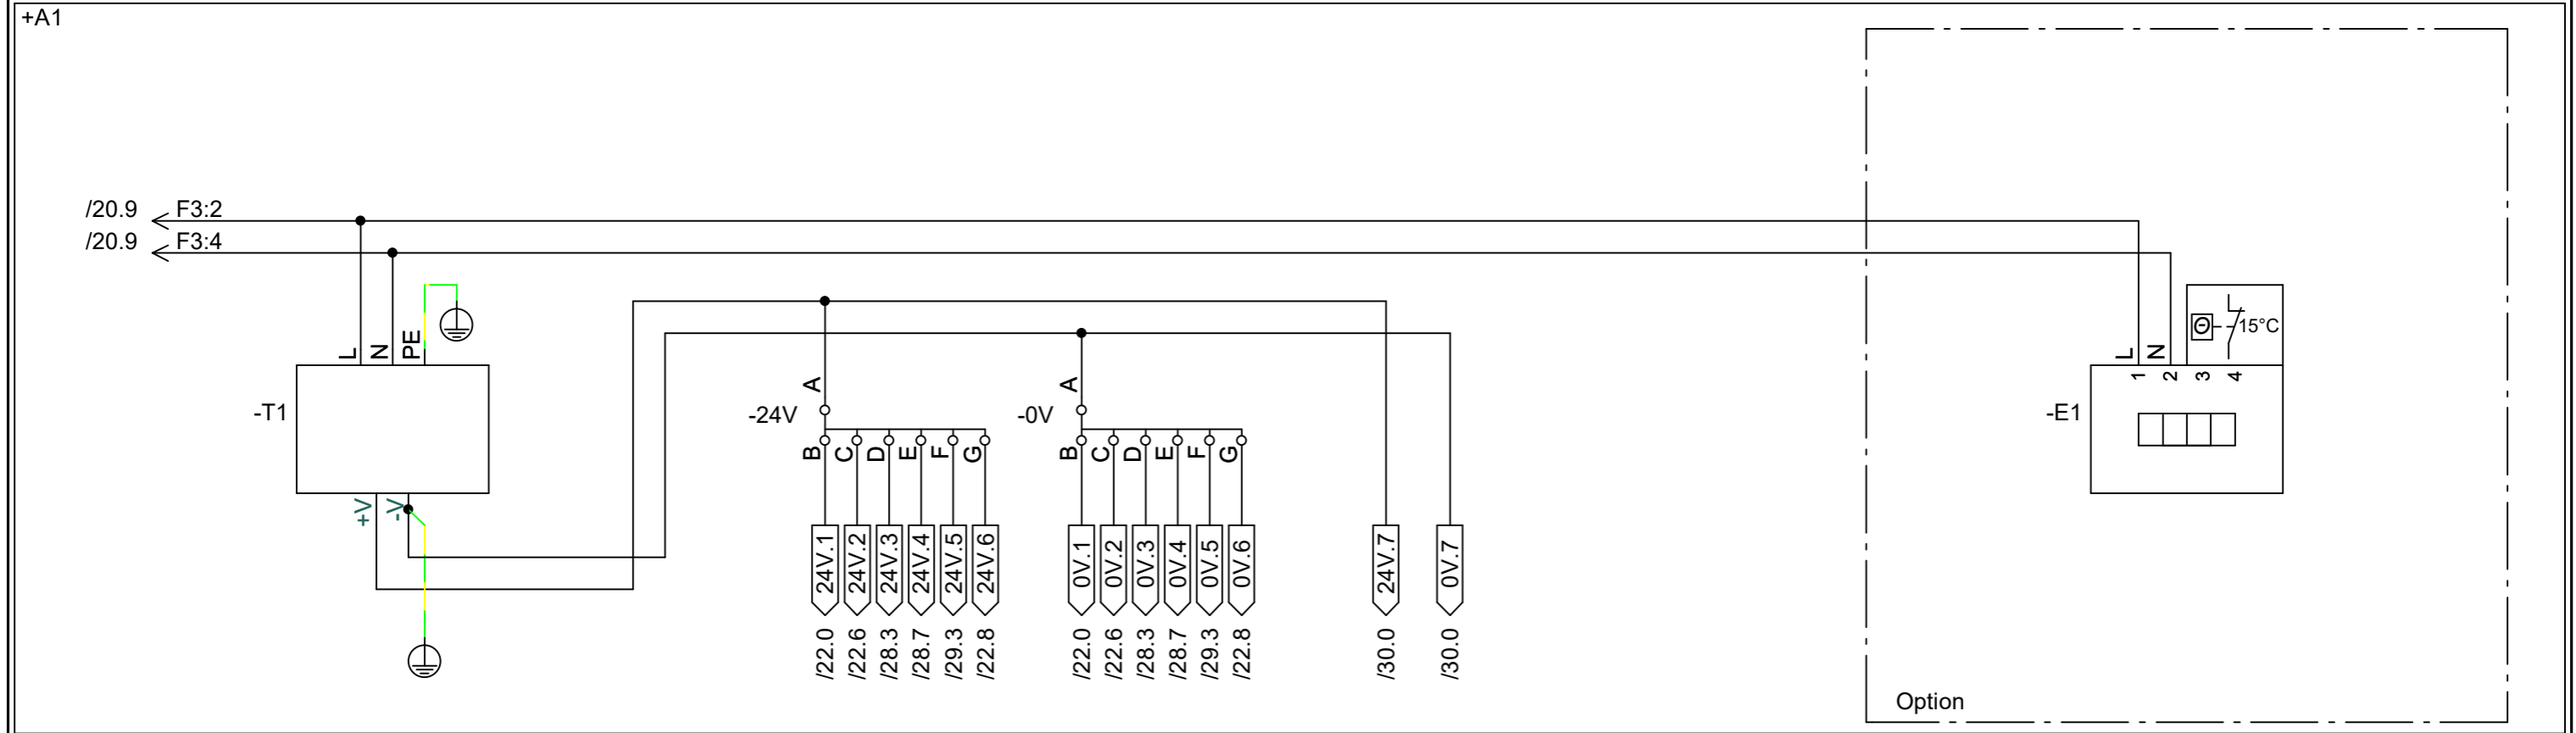 +A1
/20.9 F3:2
/20.9 F3:4
L N PE
-T1
+V -V
A
-24V
B C D E F G
24V.1 24V.2 24V.3 24V.4 24V.5 24V.6
/22.0 /22.6 /28.3 /28.7 /29.3 /22.8
A
-0V
B C D E F G
0V.1 0V.2 0V.3 0V.4 0V.5 0V.6
/22.0 /22.6 /28.3 /28.7 /29.3 /22.8
24V.7 0V.7
/30.0 /30.0
15°C
L N
1 2 3 4
-E1
Option